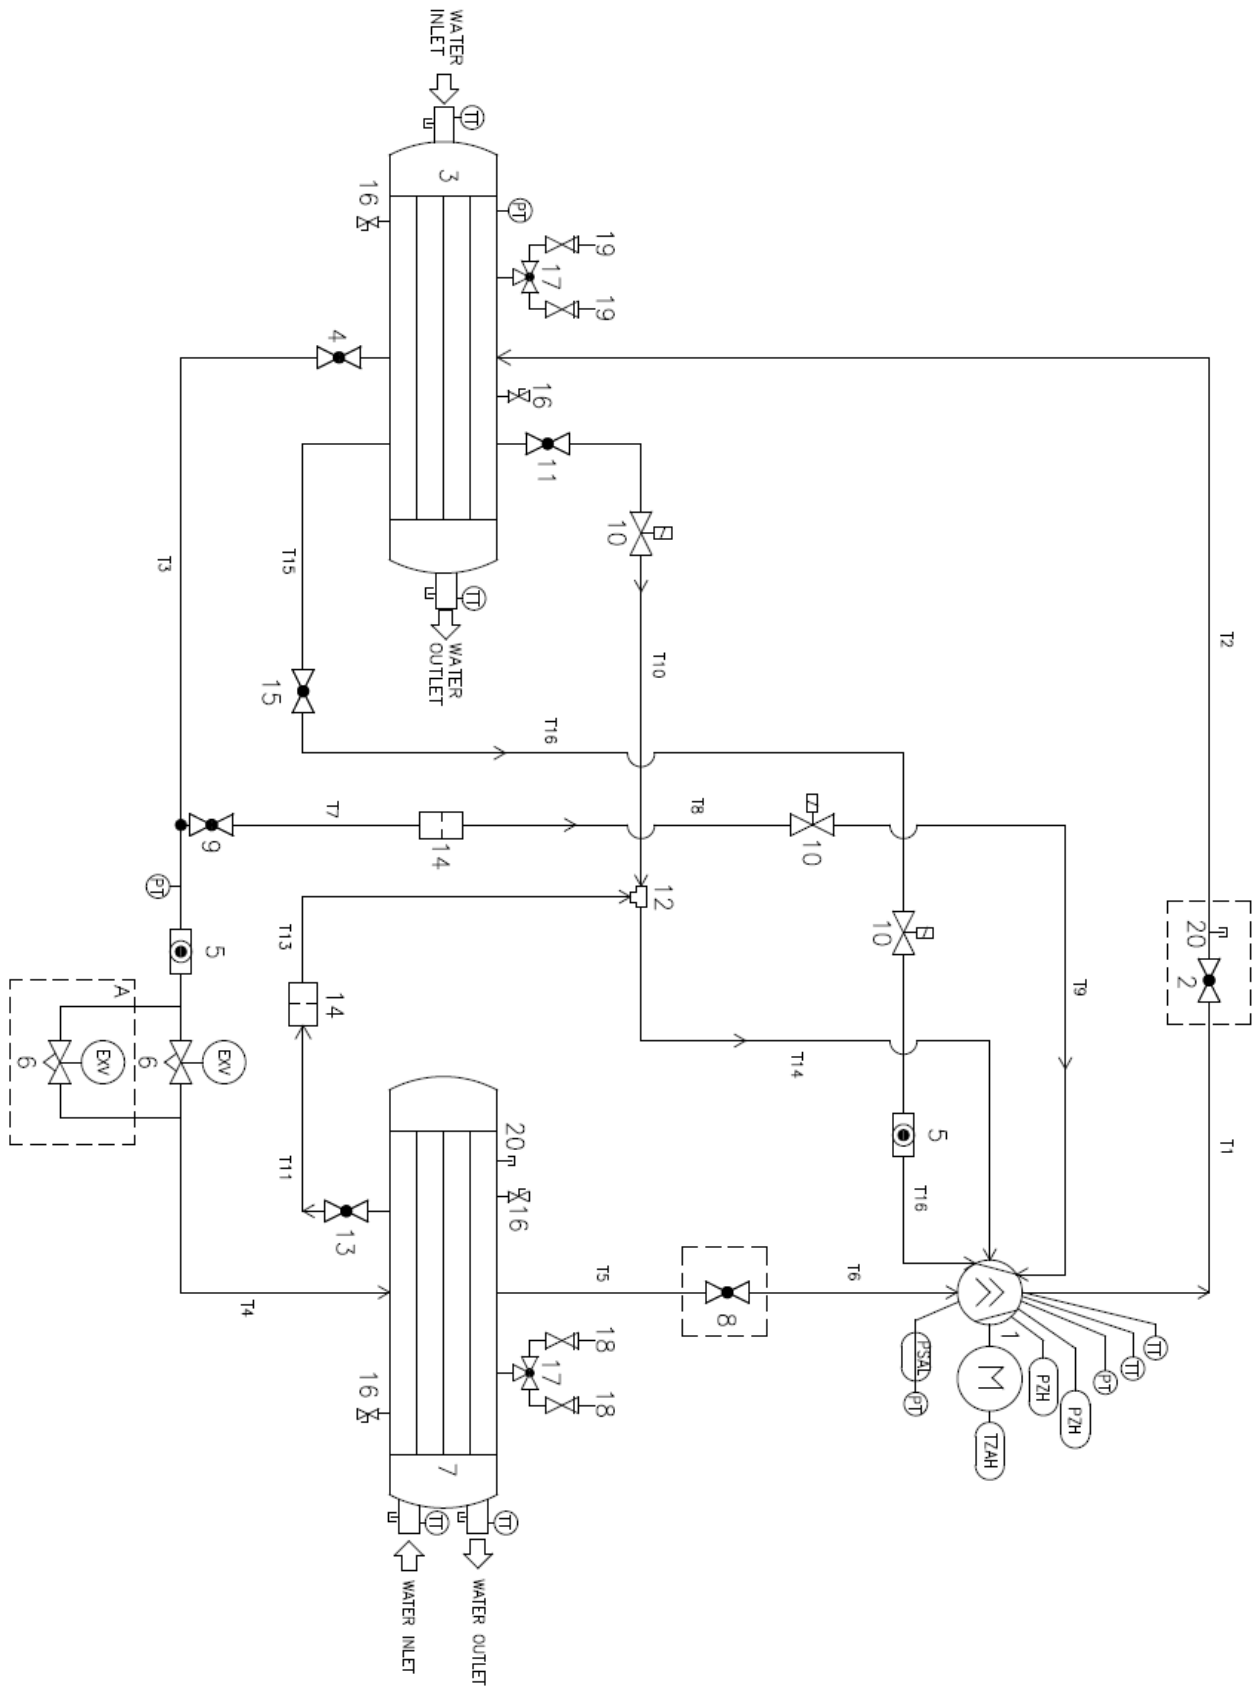 WATER
INLET
TT
3
PT
16
19
17
19
4
16
11
10
TT
WATER
OUTLET
T3
T15
T10
T2
15
T16
T7
T8
9
14
10
PT
12
20
2
T13
10
T9
5
14
A
EXV
6
EXV
6
T14
T1
5
20
T11
16
T16
13
T4
T5
8
T6
1
TT
TT
PT
PZH
PZH
PSAL
PT
M
TZAH
18
17
18
16
7
TT
TT
WATER OUTLET
WATER INLET